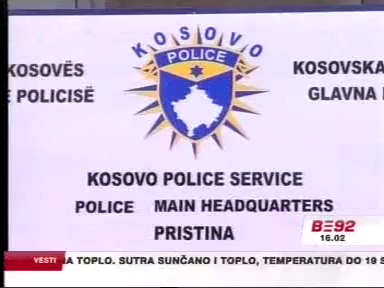 KOSOVO
POLICE
KOSOVËS
E POLICISË
KOSOVSKA
GLAVNA
KOSOVO POLICE SERVICE
POLICE MAIN HEADQUARTERS
PRISTINA
B92
16.02
VESTI NA TOPLO. SUTRA SUNČANO I TOPLO, TEMPERATURA DO 19 S